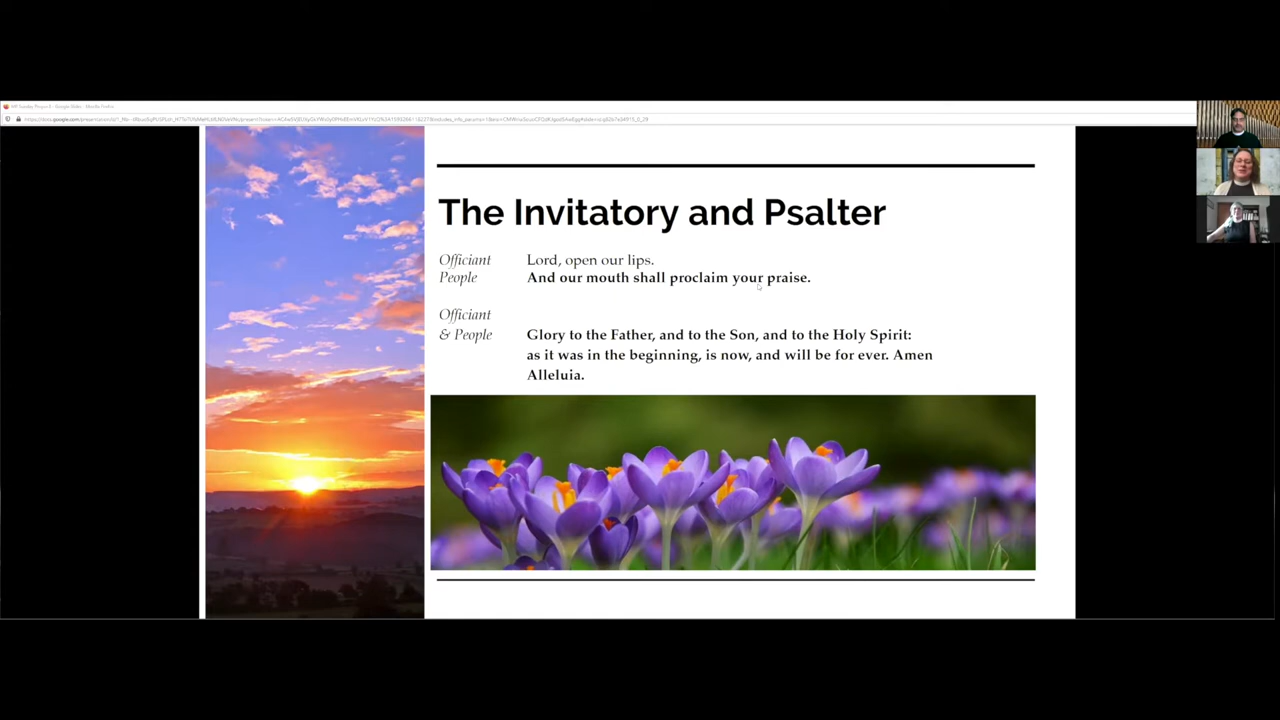 The Invitatory and Psalter
Officiant Lord, open our lips.
People And our mouth shall proclaim your praise.
Officiant
& People Glory to the Father, and to the Son, and to the Holy Spirit:
as it was in the beginning, is now, and will be for ever. Amen
Alleluia.